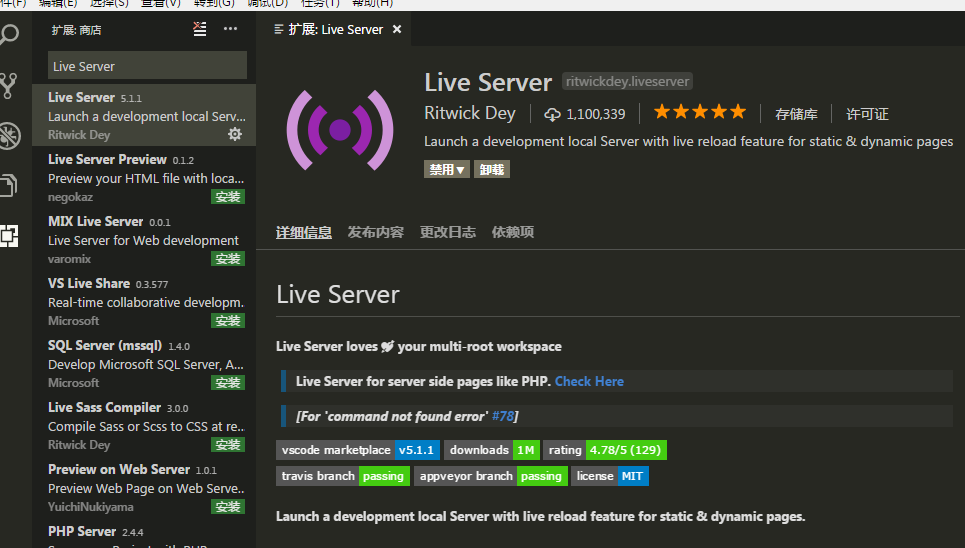 件(F) 编辑(E) 选择(S) 查看(V) 转到(G) 调试(D) 任务(T) 帮助(H)
扩展: 商店
Live Server
Live Server 5.1.1
Launch a development local Serv...
Ritwick Dey
Live Server Preview 0.1.2
Preview your HTML file with loca...
negokaz 安装
MIX Live Server 0.0.1
Live Server for Web development
varomix 安装
VS Live Share 0.3.577
Real-time collaborative developm.
Microsoft 安装
SQL Server (mssql) 1.4.0
Develop Microsoft SQL Server, A...
Microsoft 安装
Live Sass Compiler 3.0.0
Compile Sass or Scss to CSS at re...
Ritwick Dey 安装
Preview on Web Server 1.0.1
Preview Web Page on Web Serve..
YuichiNukiyama 安装
PHP Server 2.4.4
扩展: Live Server
Live Server ritwickdey.liveserver
Ritwick Dey 1,100,339 存储库 许可证
Launch a development local Server with live reload feature for static & dynamic pages
禁用▼ 卸载
详细信息 发布内容 更改日志 依赖项
Live Server
Live Server loves your multi-root workspace
Live Server for server side pages like PHP. Check Here
[For 'command not found error' #78]
vscode marketplace v5.1.1 downloads 1M rating 4.78/5 (129)
travis branch passing appveyor branch passing license MIT
Launch a development local Server with live reload feature for static & dynamic pages.